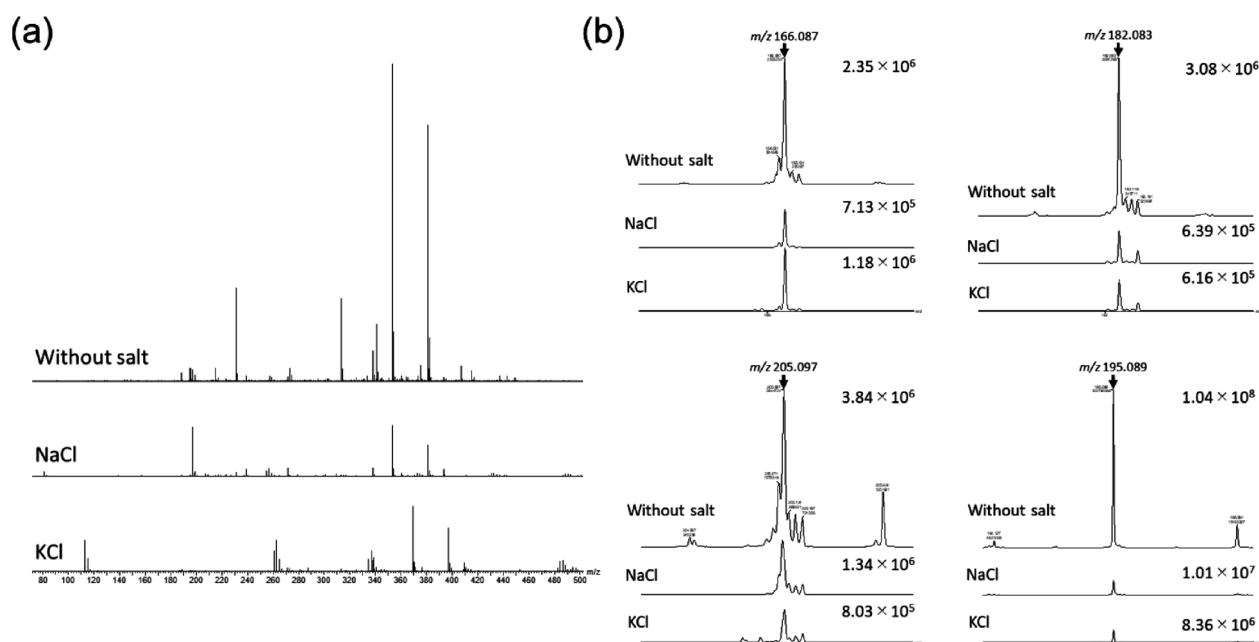 (a)
Without salt
NaCl
KCl
80 100 120 140 160 180 200 220 240 260 280 300 320 340 360 380 400 420 440 460 480 500 m/z
(b)
m/z 166.087
2.35 × 10⁶
Without salt
7.13 × 10⁵
NaCl
1.18 × 10⁶
KCl
m/z 182.083
3.08 × 10⁶
Without salt
6.39 × 10⁵
NaCl
6.16 × 10⁵
KCl
m/z 205.097
3.84 × 10⁶
Without salt
1.34 × 10⁶
NaCl
8.03 × 10⁵
KCl
m/z 195.089
1.04 × 10⁸
Without salt
1.01 × 10⁷
NaCl
8.36 × 10⁶
KCl